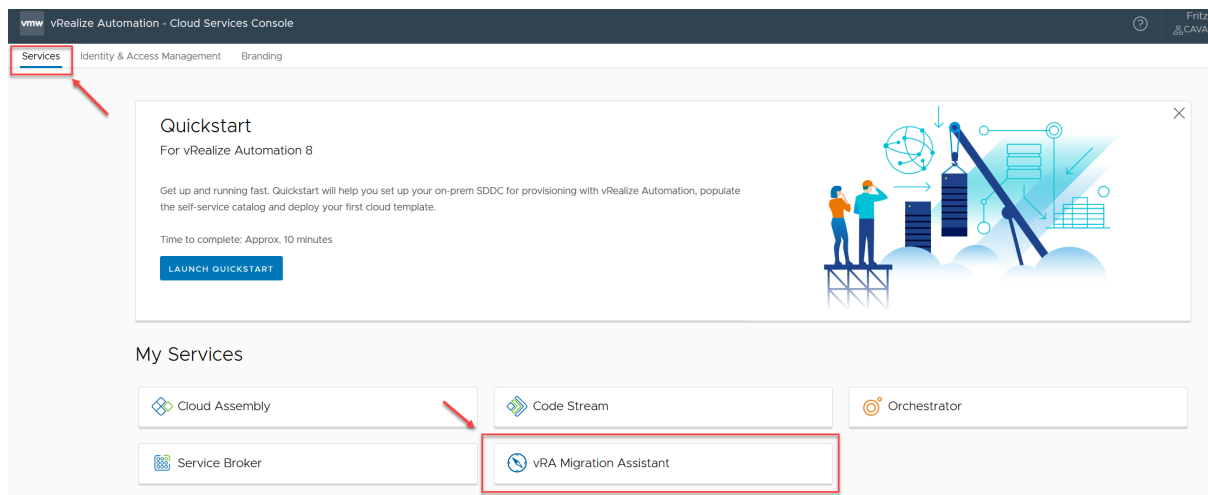 vmw vRealize Automation - Cloud Services Console
Fritz
CAVA
Services Identity & Access Management Branding
Quickstart
For vRealize Automation 8
Get up and running fast. Quickstart will help you set up your on-prem SDDC for provisioning with vRealize Automation, populate
the self-service catalog and deploy your first cloud template.
Time to complete: Approx. 10 minutes
LAUNCH QUICKSTART
My Services
Cloud Assembly Code Stream Orchestrator
Service Broker vRA Migration Assistant